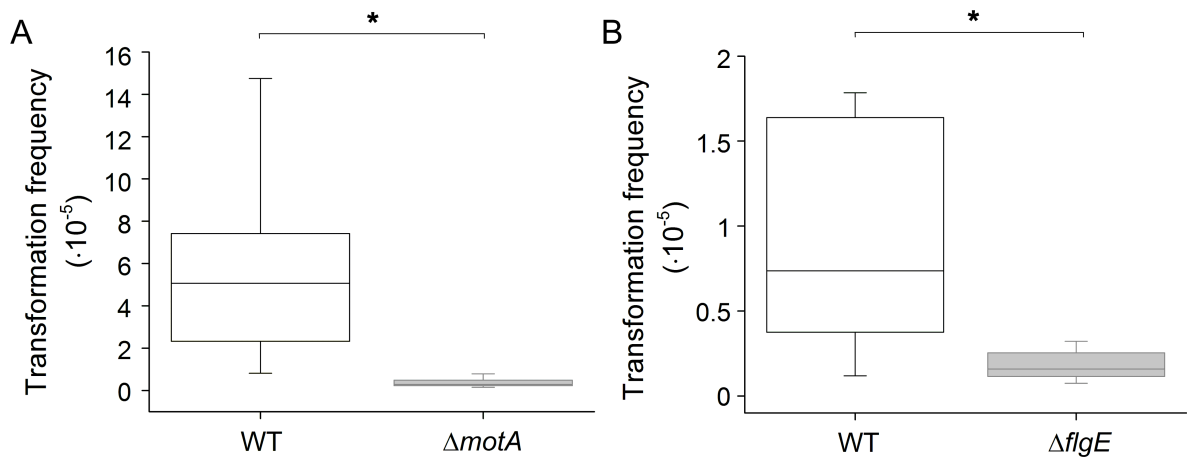 A
*
Transformation frequency
(·10⁻⁵)
16
14
12
10
8
6
4
2
0
WT
ΔmotA
B
*
Transformation frequency
(·10⁻⁵)
2
1.5
1
0.5
0
WT
ΔflgE